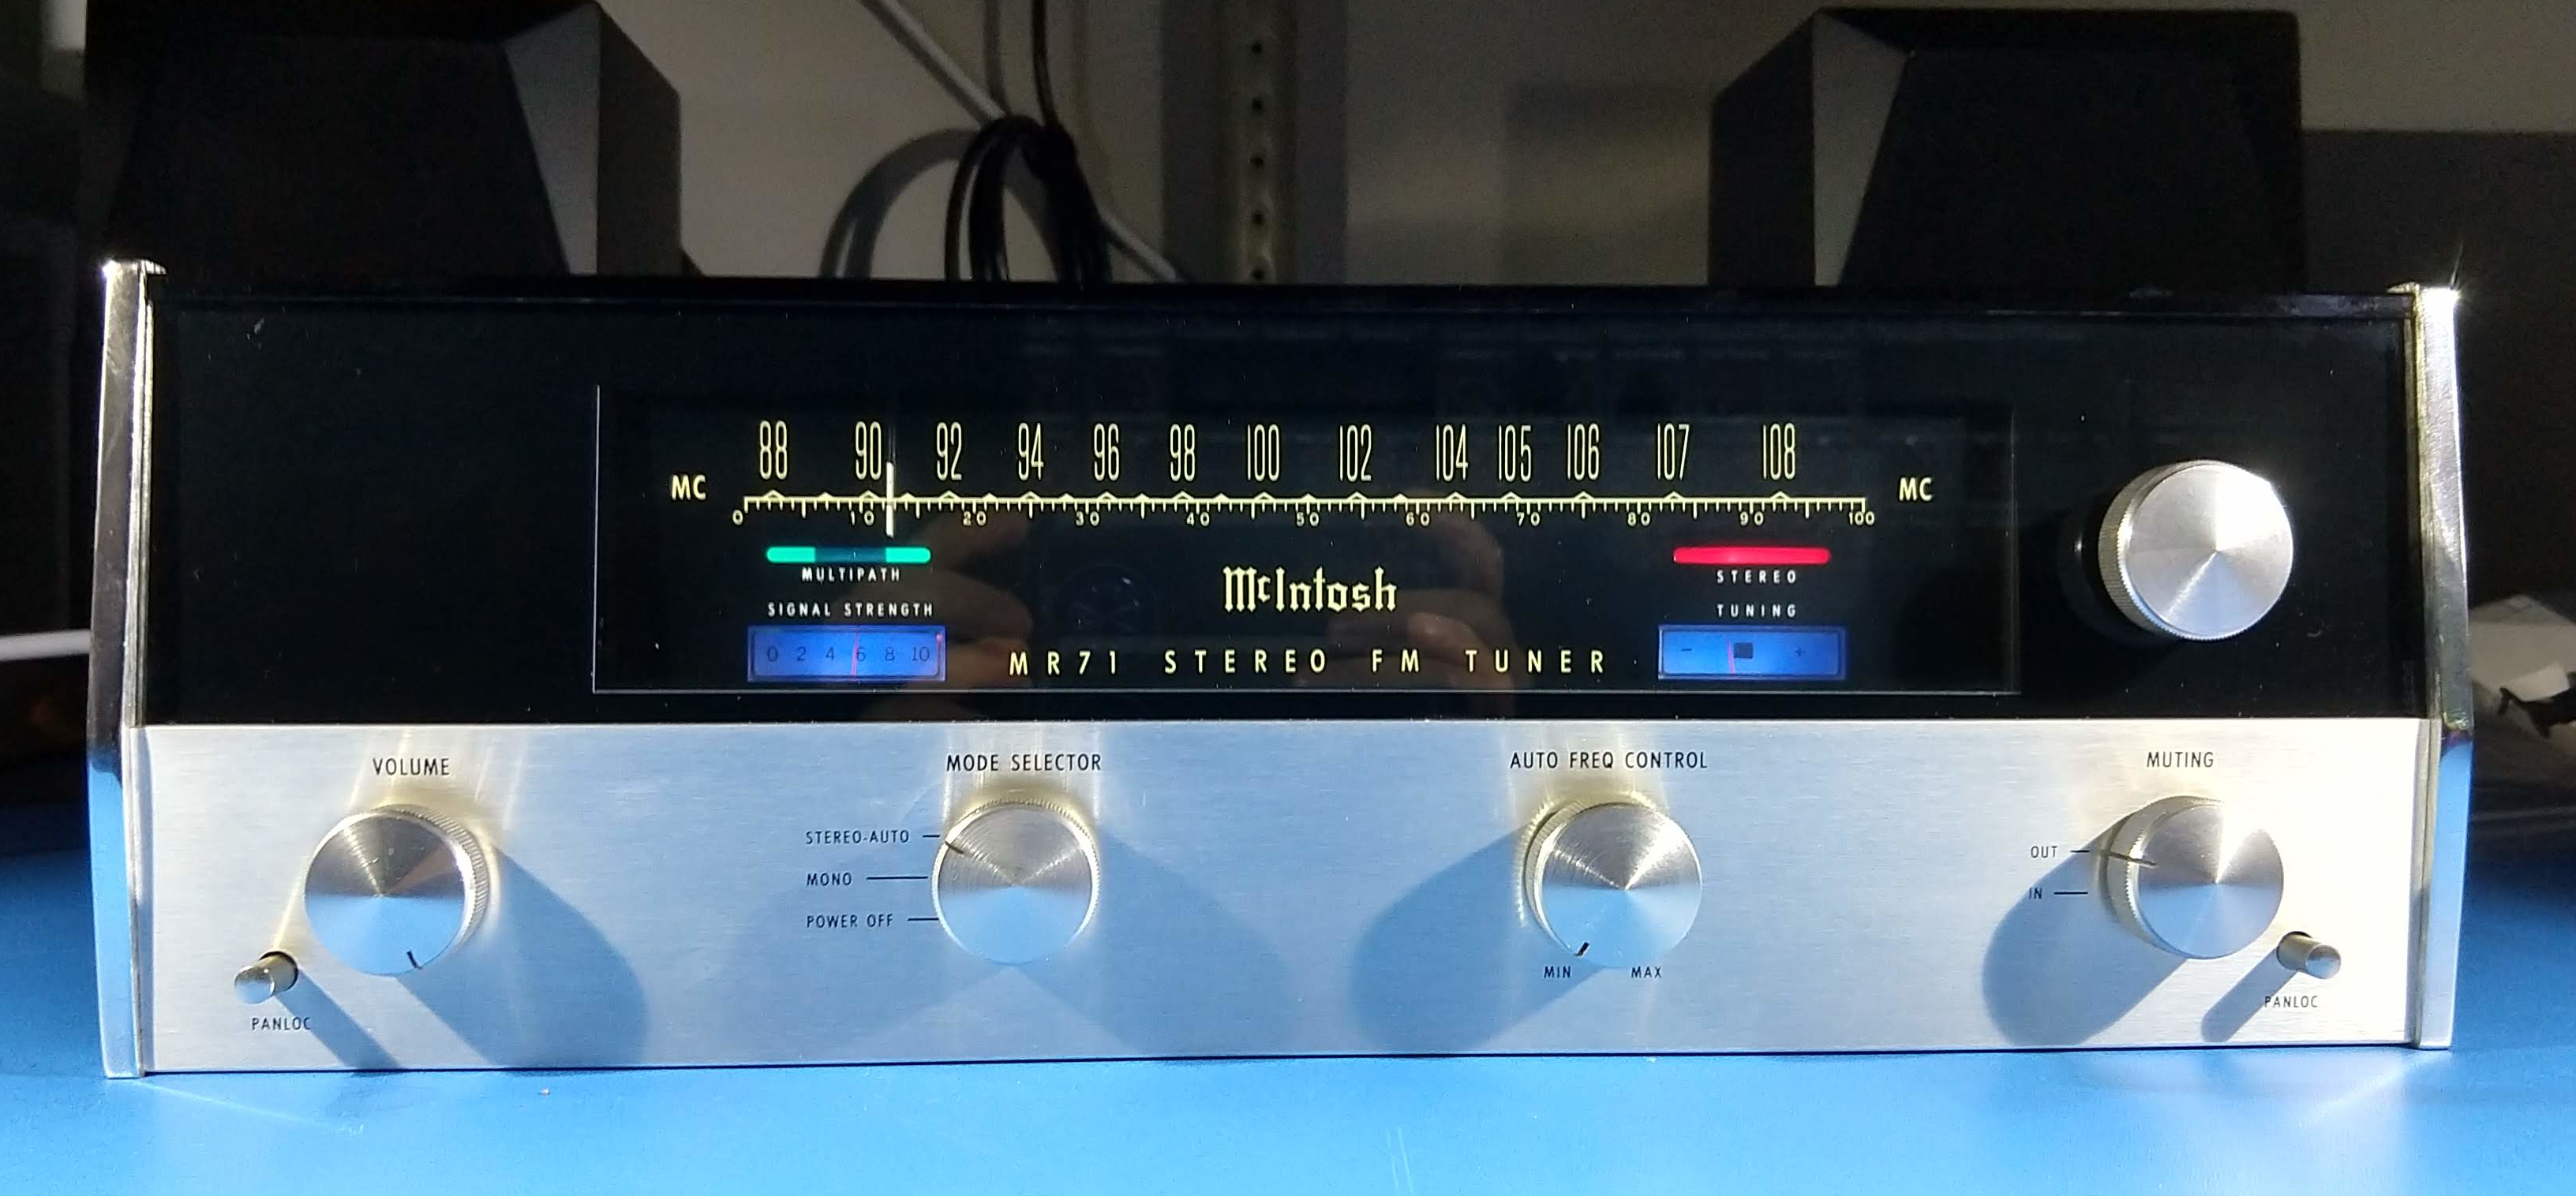 88 90 92 94 96 98 100 102 104 105 106 107 108
MC MC
0 10 20 30 40 50 60 70 80 90 100
MULTIPATH
STEREO
McIntosh
SIGNAL STRENGTH
TUNING
0 2 4 6 8 10
- +
MR71 STEREO FM TUNER
VOLUME
MODE SELECTOR
AUTO FREQ CONTROL
MUTING
STEREO-AUTO
MONO
POWER OFF
OUT
IN
MIN MAX
PANLOC
PANLOC